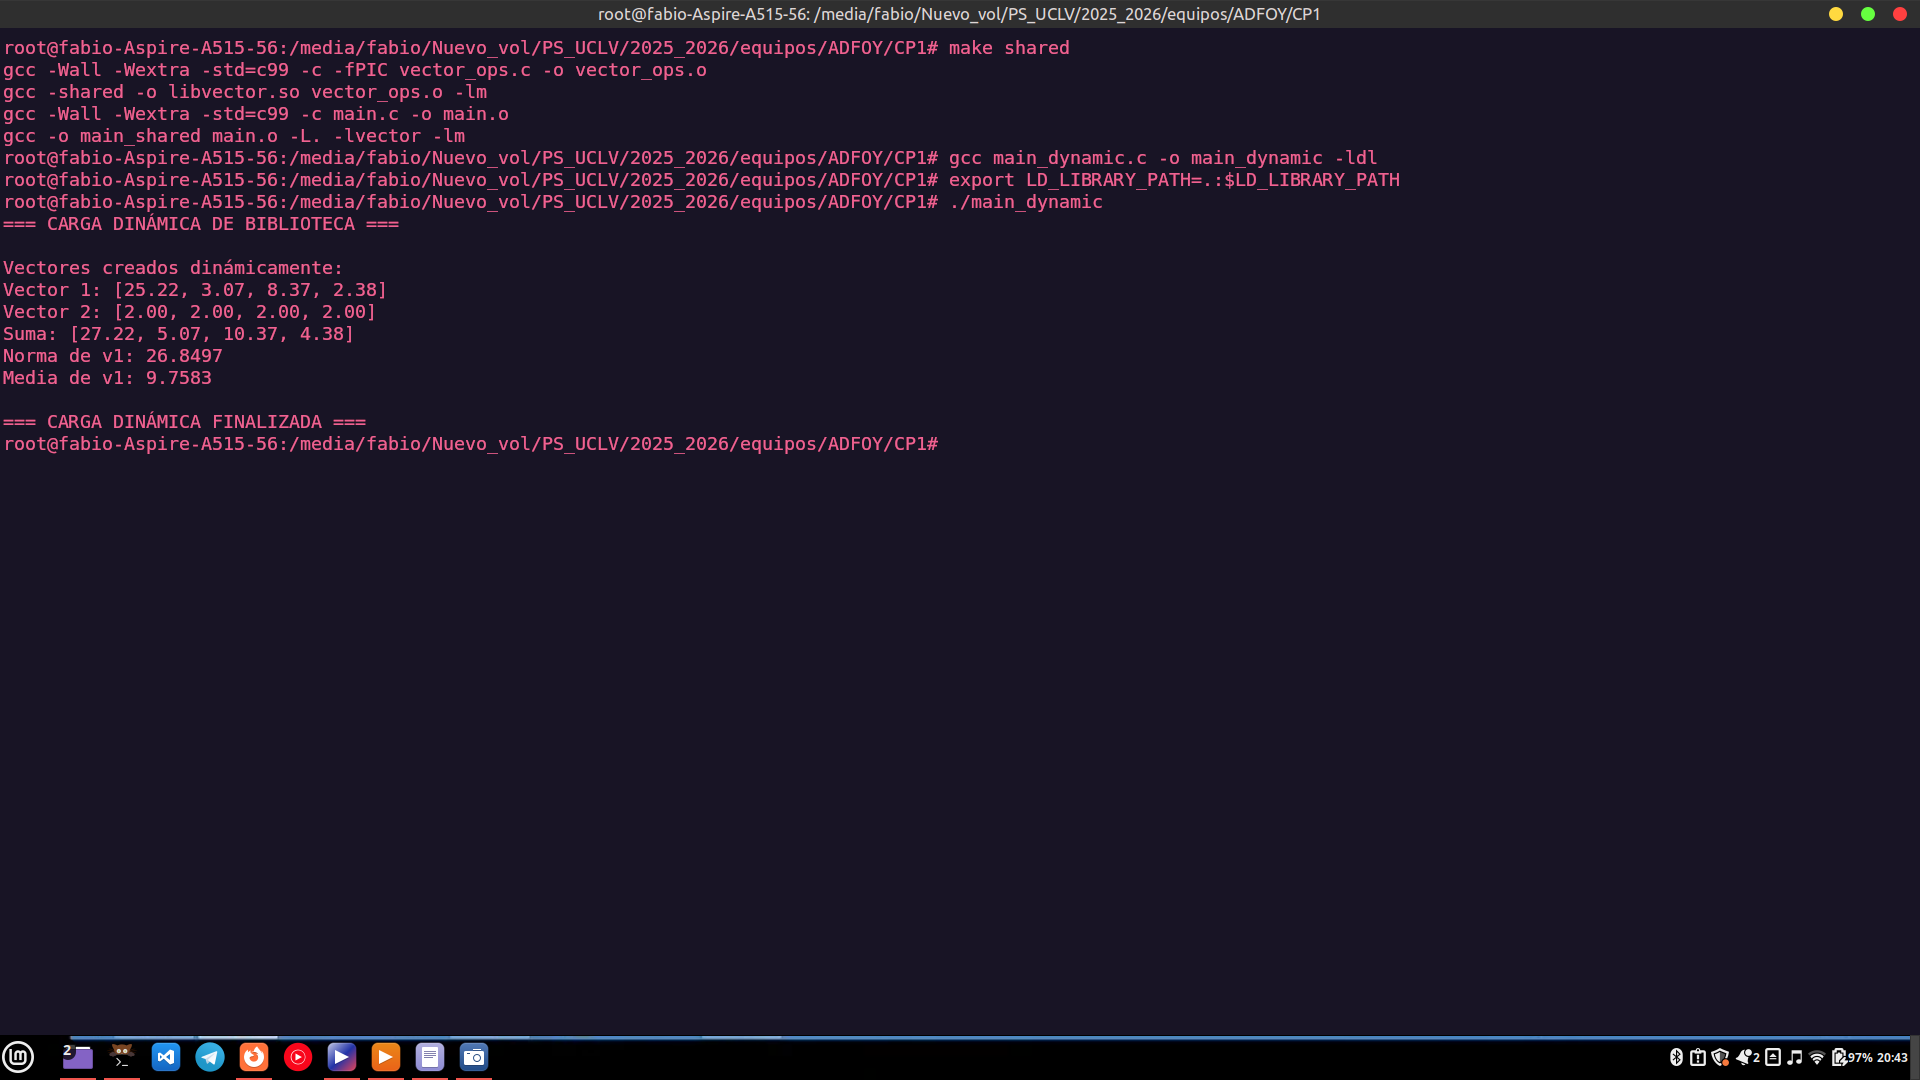 root@fabio-Aspire-A515-56: /media/fabio/Nuevo_vol/PS_UCLV/2025_2026/equipos/ADFOY/CP1
root@fabio-Aspire-A515-56:/media/fabio/Nuevo_vol/PS_UCLV/2025_2026/equipos/ADFOY/CP1# make shared
gcc -Wall -Wextra -std=c99 -c -fPIC vector_ops.c -o vector_ops.o
gcc -shared -o libvector.so vector_ops.o -lm
gcc -Wall -Wextra -std=c99 -c main.c -o main.o
gcc -o main_shared main.o -L. -lvector -lm
root@fabio-Aspire-A515-56:/media/fabio/Nuevo_vol/PS_UCLV/2025_2026/equipos/ADFOY/CP1# gcc main_dynamic.c -o main_dynamic -ldl
root@fabio-Aspire-A515-56:/media/fabio/Nuevo_vol/PS_UCLV/2025_2026/equipos/ADFOY/CP1# export LD_LIBRARY_PATH=.:$LD_LIBRARY_PATH
root@fabio-Aspire-A515-56:/media/fabio/Nuevo_vol/PS_UCLV/2025_2026/equipos/ADFOY/CP1# ./main_dynamic
=== CARGA DINÁMICA DE BIBLIOTECA ===
Vectores creados dinámicamente:
Vector 1: [25.22, 3.07, 8.37, 2.38]
Vector 2: [2.00, 2.00, 2.00, 2.00]
Suma: [27.22, 5.07, 10.37, 4.38]
Norma de v1: 26.8497
Media de v1: 9.7583
=== CARGA DINÁMICA FINALIZADA ===
root@fabio-Aspire-A515-56:/media/fabio/Nuevo_vol/PS_UCLV/2025_2026/equipos/ADFOY/CP1#
2
2 97% 20:43